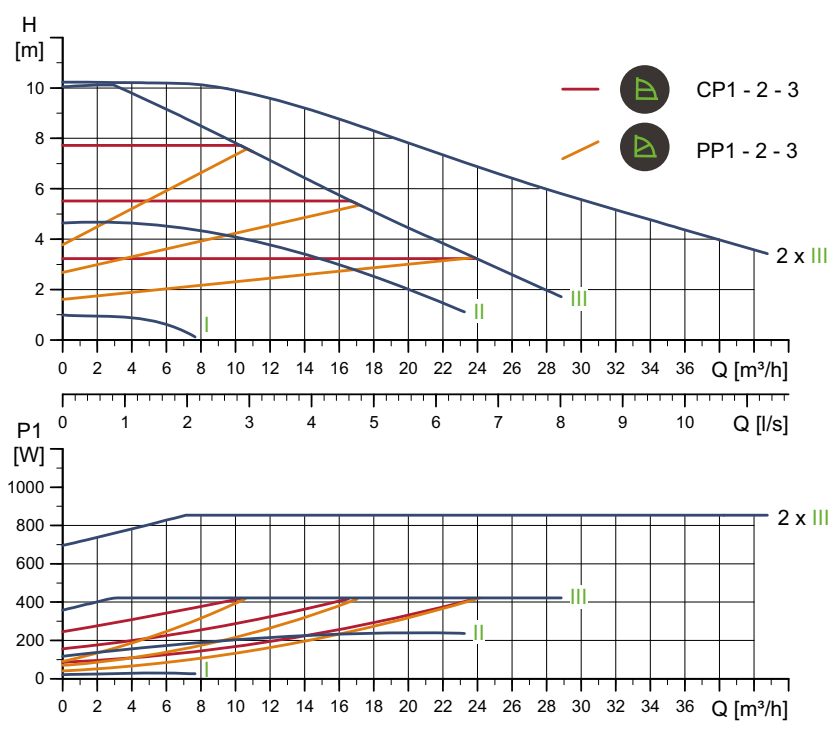 H
[m]
10
8
6
4
2
0
CP1 - 2 - 3
PP1 - 2 - 3
2 x III
III
II
I
0 2 4 6 8 10 12 14 16 18 20 22 24 26 28 30 32 34 36 Q [m³/h]
0 1 2 3 4 5 6 7 8 9 10 Q [l/s]
P1
[W]
1000
800
600
400
200
0
2 x III
III
II
I
0 2 4 6 8 10 12 14 16 18 20 22 24 26 28 30 32 34 36 Q [m³/h]